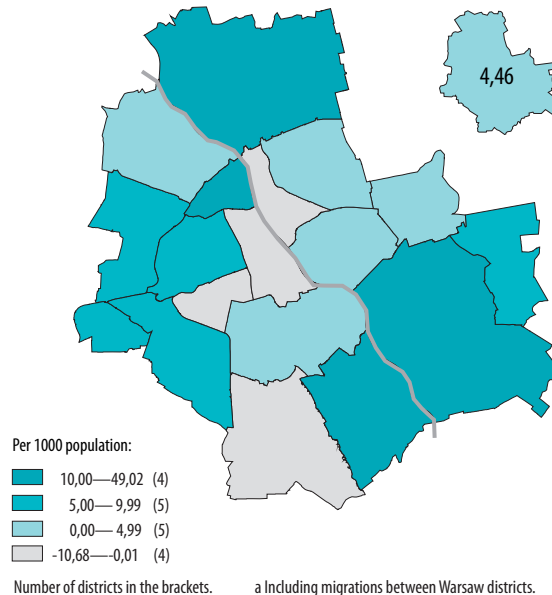 4,46
Per 1000 population:
10,00—49,02 (4)
5,00— 9,99 (5)
0,00— 4,99 (5)
-10,68—-0,01 (4)
Number of districts in the brackets. a Including migrations between Warsaw districts.